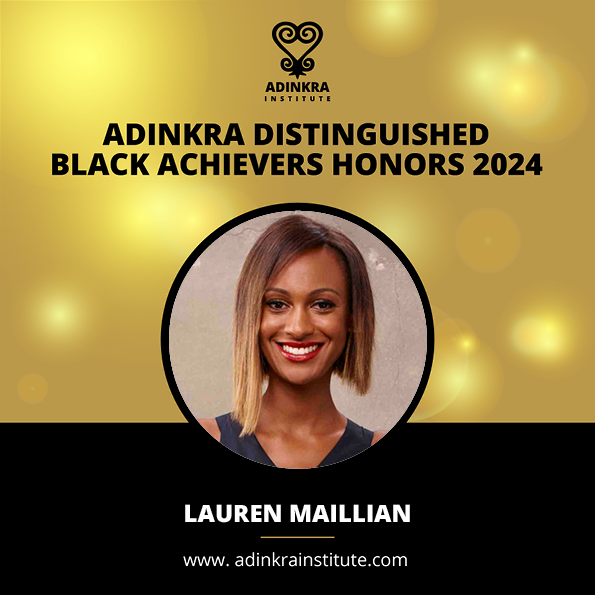 ADINKRA
INSTITUTE
ADINKRA DISTINGUISHED
BLACK ACHIEVERS HONORS 2024
LAUREN MAILLIAN
www. adinkrainstitute.com